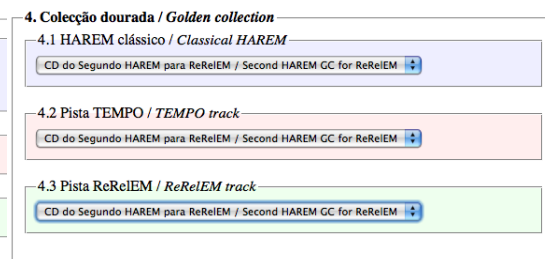 4. Colecção dourada / Golden collection
4.1 HAREM clássico / Classical HAREM
CD do Segundo HAREM para ReRelEM / Second HAREM GC for ReRelEM
4.2 Pista TEMPO / TEMPO track
CD do Segundo HAREM para ReRelEM / Second HAREM GC for ReRelEM
4.3 Pista ReRelEM / ReRelEM track
CD do Segundo HAREM para ReRelEM / Second HAREM GC for ReRelEM